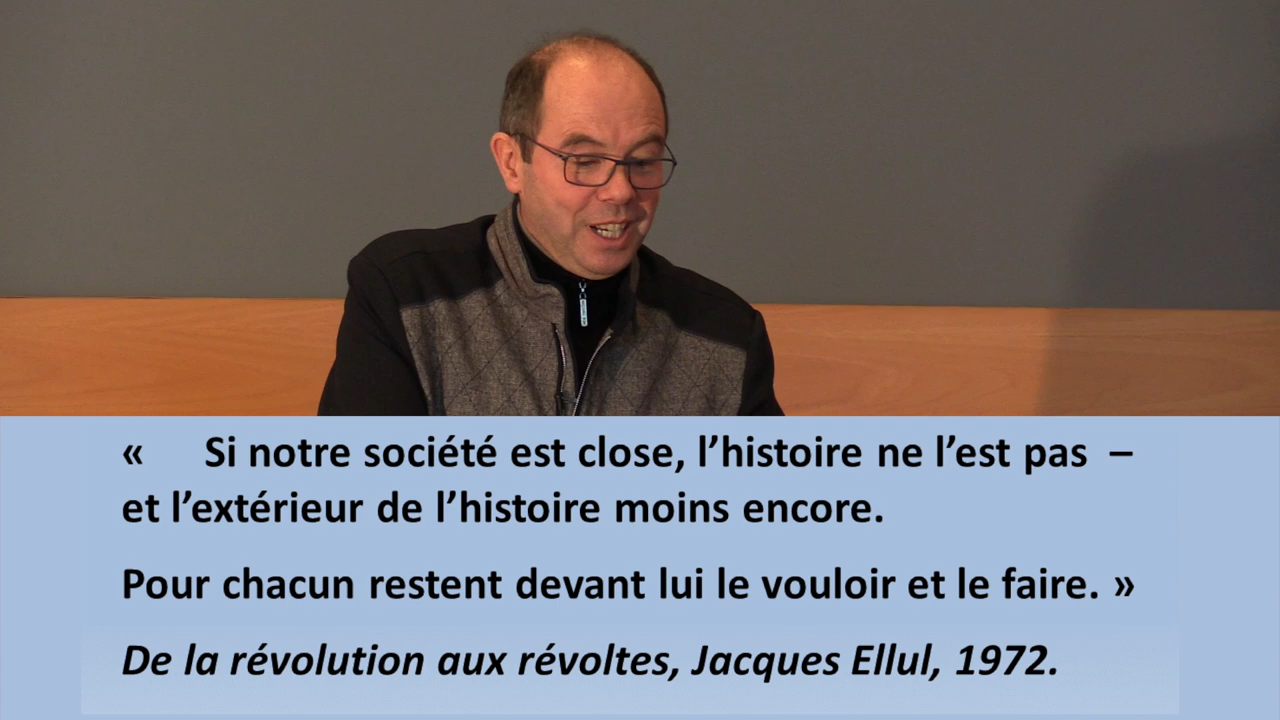 «     Si notre société est close, l’histoire ne l’est pas  –
et l’extérieur de l’histoire moins encore.
Pour chacun restent devant lui le vouloir et le faire. »
De la révolution aux révoltes, Jacques Ellul, 1972.